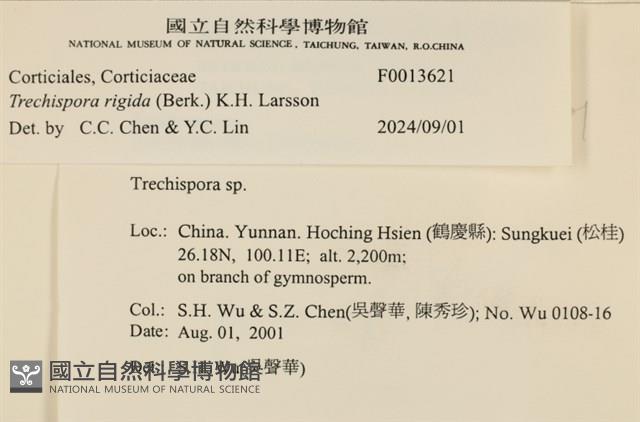 國立自然科學博物館
NATIONAL MUSEUM OF NATURAL SCIENCE, TAICHUNG, TAIWAN, R.O.CHINA
Corticiales, Corticiaceae F0013621
Trechispora rigida (Berk.) K.H. Larsson
Det. by C.C. Chen & Y.C. Lin 2024/09/01
Trechispora sp.
Loc.: China. Yunnan. Hoching Hsien (鶴慶縣): Sungkuei (松桂)
26.18N, 100.11E; alt. 2,200m;
on branch of gymnosperm.
Col.: S.H. Wu & S.Z. Chen(吳聲華, 陳秀珍); No. Wu 0108-16
Date: Aug. 01, 2001
吳聲華)
國立自然科學博物館
NATIONAL MUSEUM OF NATURAL SCIENCE